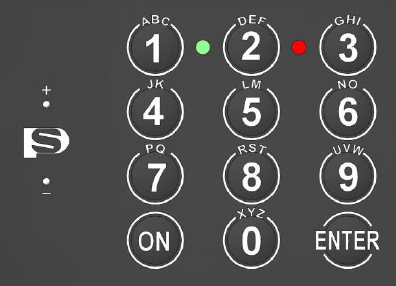 ABC DEF GHI
1 2 3
JK LM NO
+
4 5 6
PS
PQ RST UVW
7 8 9
–
XYZ
ON 0 ENTER